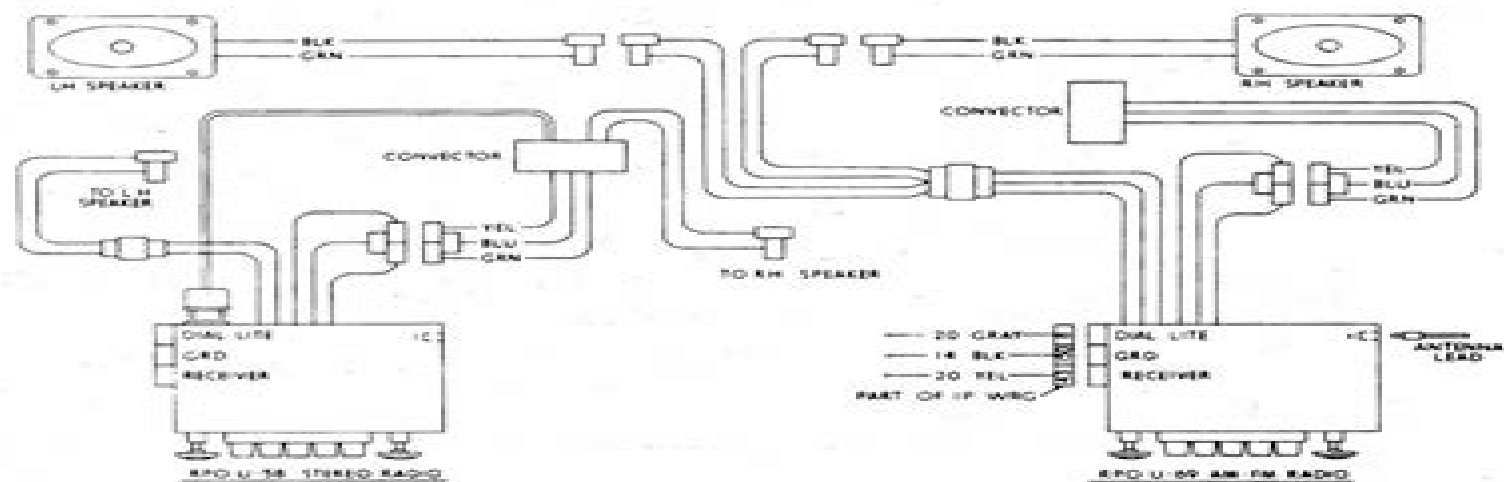 BLK
GRN
LH SPEAKER
BLK
GRN
RH SPEAKER
CONVECTOR
CONVECTOR
TO LH
SPEAKER
YEL
BLU
GRN
YEL
BLU
GRN
TO RH SPEAKER
DIAL LITE
GRD
RECEIVER
20 GRAY
14 BLK
20 YEL
PART OF IP WRG
DIAL LITE
GRD
RECEIVER
ANTENNA
LEAD
RPO U-58 STEREO RADIO
RPO U-69 AM-FM RADIO